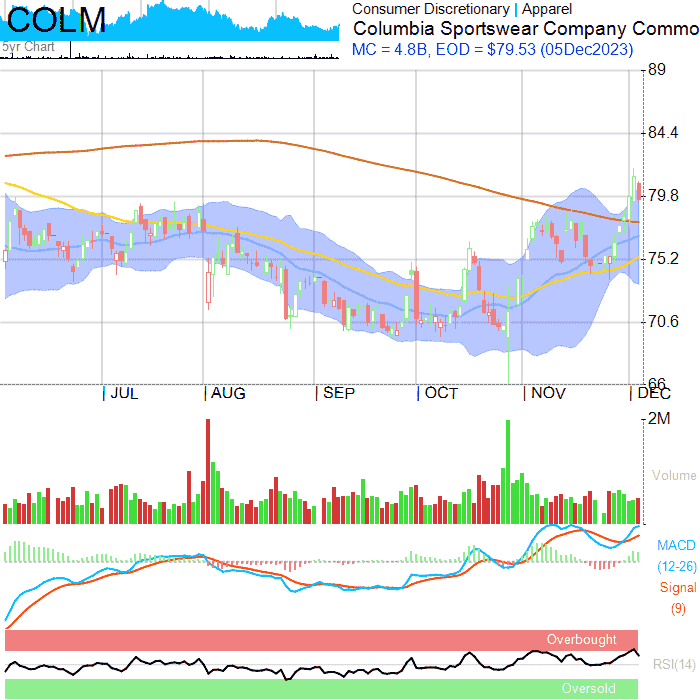 COLM
5yr Chart
Consumer Discretionary | Apparel
Columbia Sportswear Company Commo
MC = 4.8B, EOD = $79.53 (05Dec2023)
89
84.4
79.8
75.2
70.6
66
JUL
AUG
SEP
OCT
NOV
DEC
2M
Volume
MACD
(12-26)
Signal
(9)
Overbought
RSI(14)
Oversold